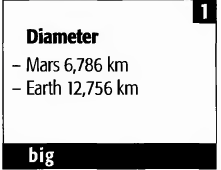 1
Diameter
– Mars 6,786 km
– Earth 12,756 km
big